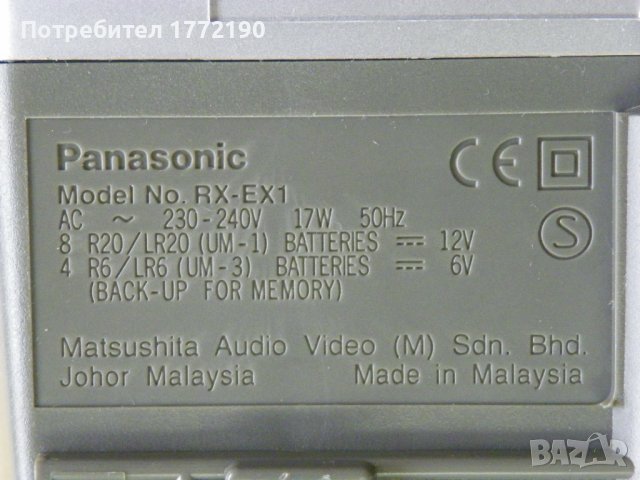 Потребител 1772190
Panasonic CE
Model No. RX-EX1
AC ~ 230-240V 17W 50Hz
8 R20/LR20 (UM-1) BATTERIES ⎓ 12V
4 R6/LR6 (UM-3) BATTERIES ⎓ 6V
(BACK-UP FOR MEMORY)
S
Matsushita Audio Video (M) Sdn. Bhd.
Johor Malaysia Made in Malaysia
BAZAR